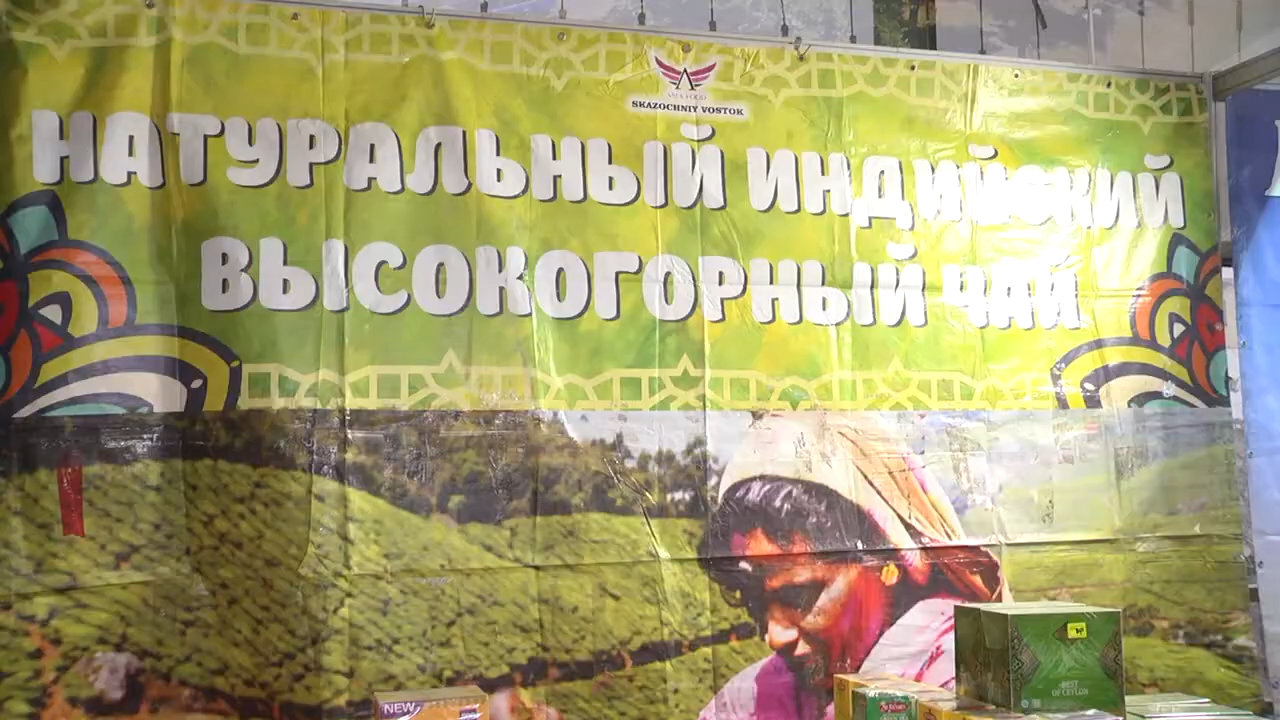 SKAZOCHNIY VOSTOK
НАТУРАЛЬНЫЙ ИНДИЙСКИЙ
ВЫСОКОГОРНЫЙ ЧАЙ
NEW
BEST
OF CEYLON